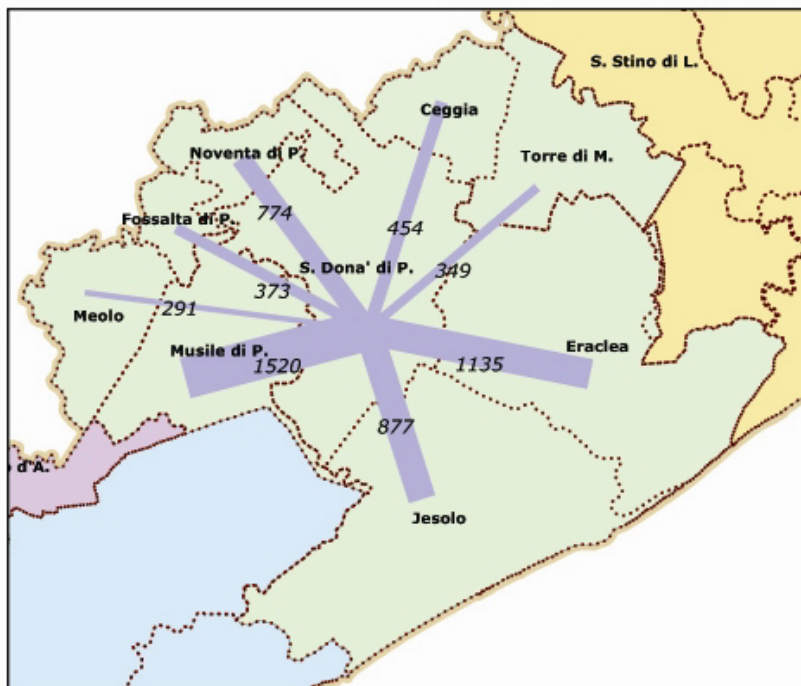 S. Stino di L.
Ceggia
Noventa di P.
Torre di M.
774
Fossalta di P.
454
S. Dona' di P.
349
373
291
Meolo
Musile di P.
Eraclea
1520
1135
877
d'A.
Jesolo